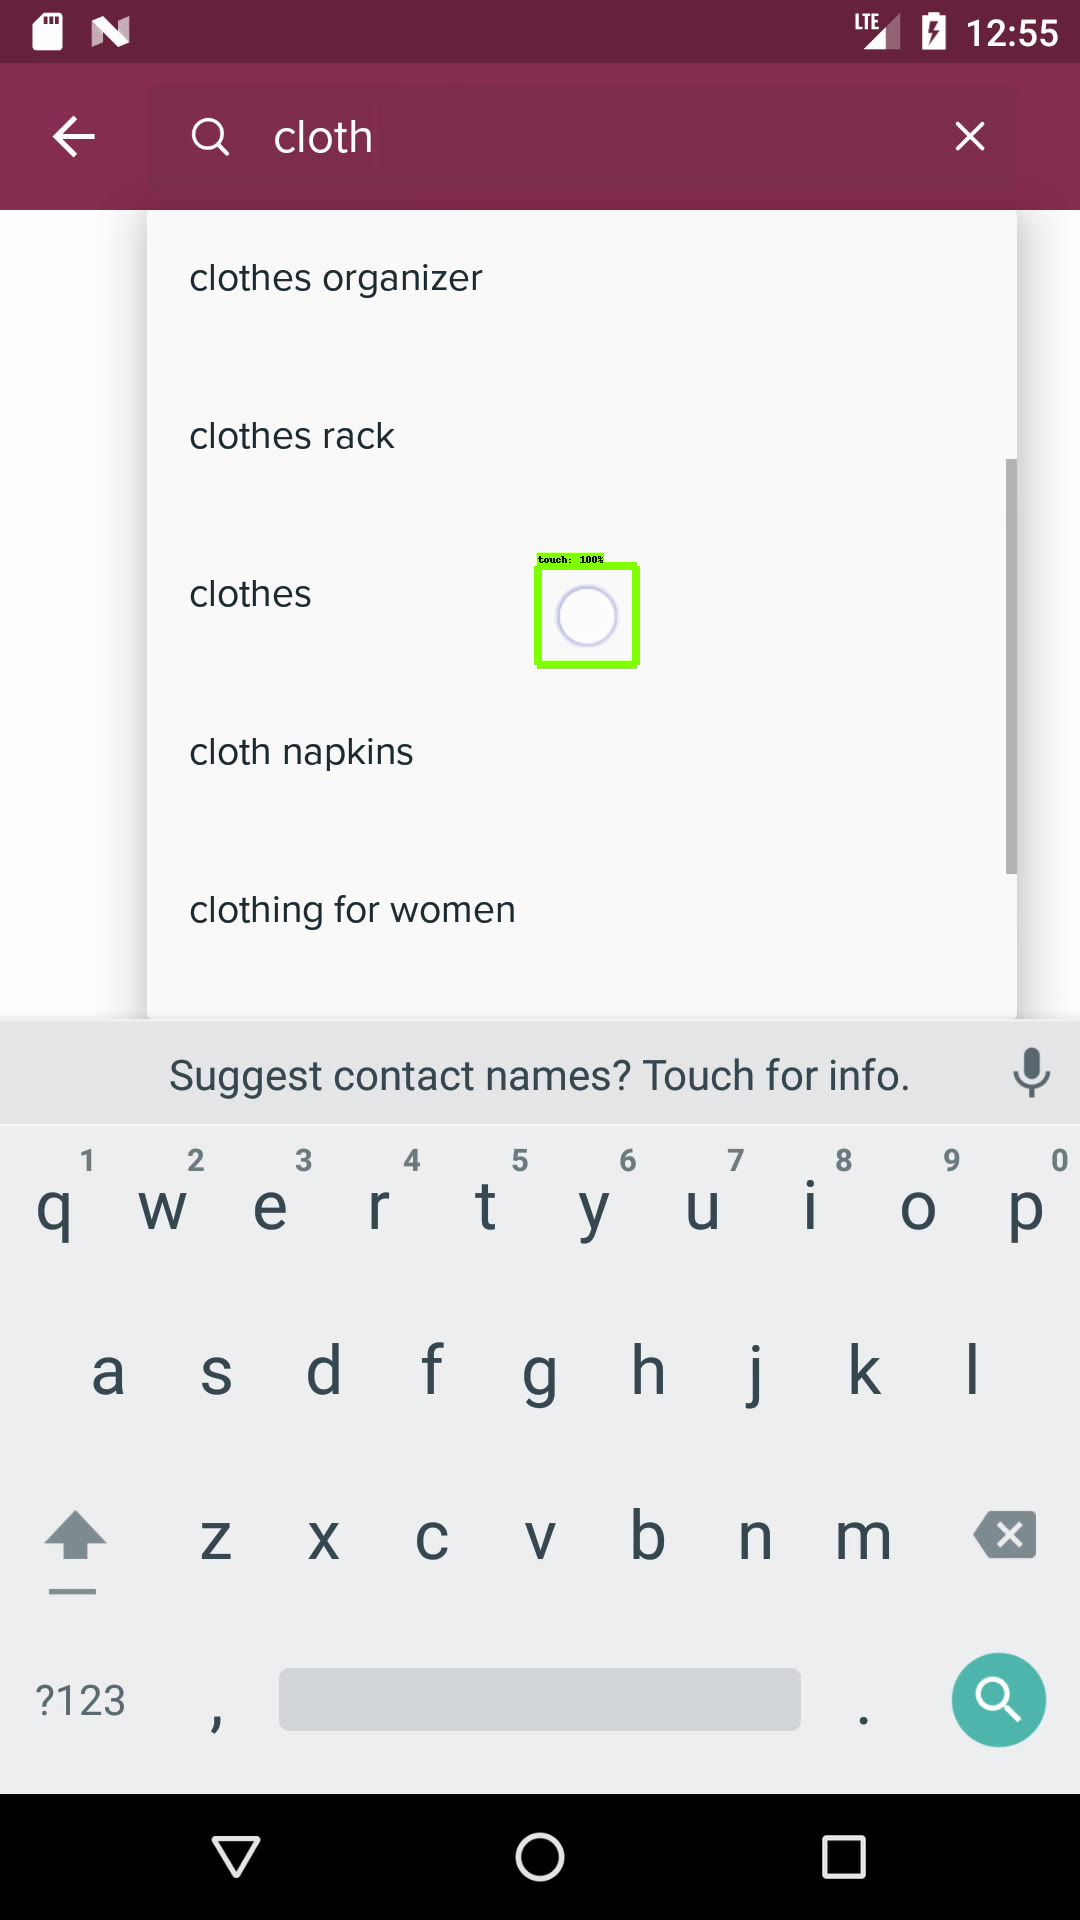 LTE 12:55
cloth
clothes organizer
clothes rack
touch: 100%
clothes
cloth napkins
clothing for women
Suggest contact names? Touch for info.
1 2 3 4 5 6 7 8 9 0
q w e r t y u i o p
a s d f g h j k l
z x c v b n m
?123 , .